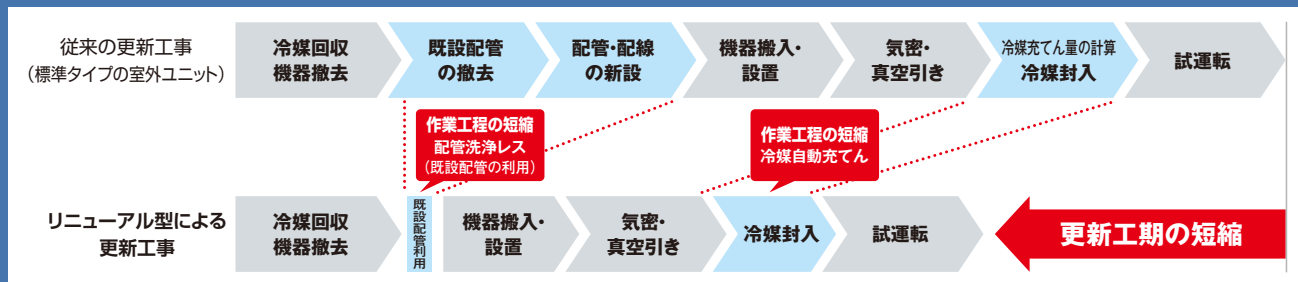 従来の更新工事
（標準タイプの室外ユニット）
冷媒回収
機器撤去
既設配管
の撤去
配管・配線
の新設
機器搬入・
設置
気密・
真空引き
冷媒充てん量の計算
冷媒封入
試運転
作業工程の短縮
配管洗浄レス
（既設配管の利用）
作業工程の短縮
冷媒自動充てん
リニューアル型による
更新工事
冷媒回収
機器撤去
既設配管利用
機器搬入・
設置
気密・
真空引き
冷媒封入
試運転
更新工期の短縮